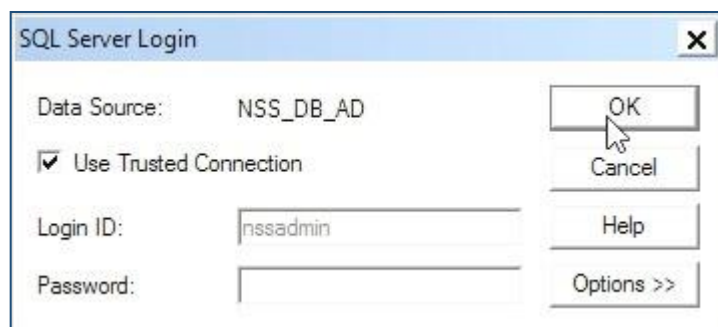 SQL Server Login
Data Source: NSS_DB_AD OK
Use Trusted Connection Cancel
Login ID: nssadmin Help
Password: Options >>